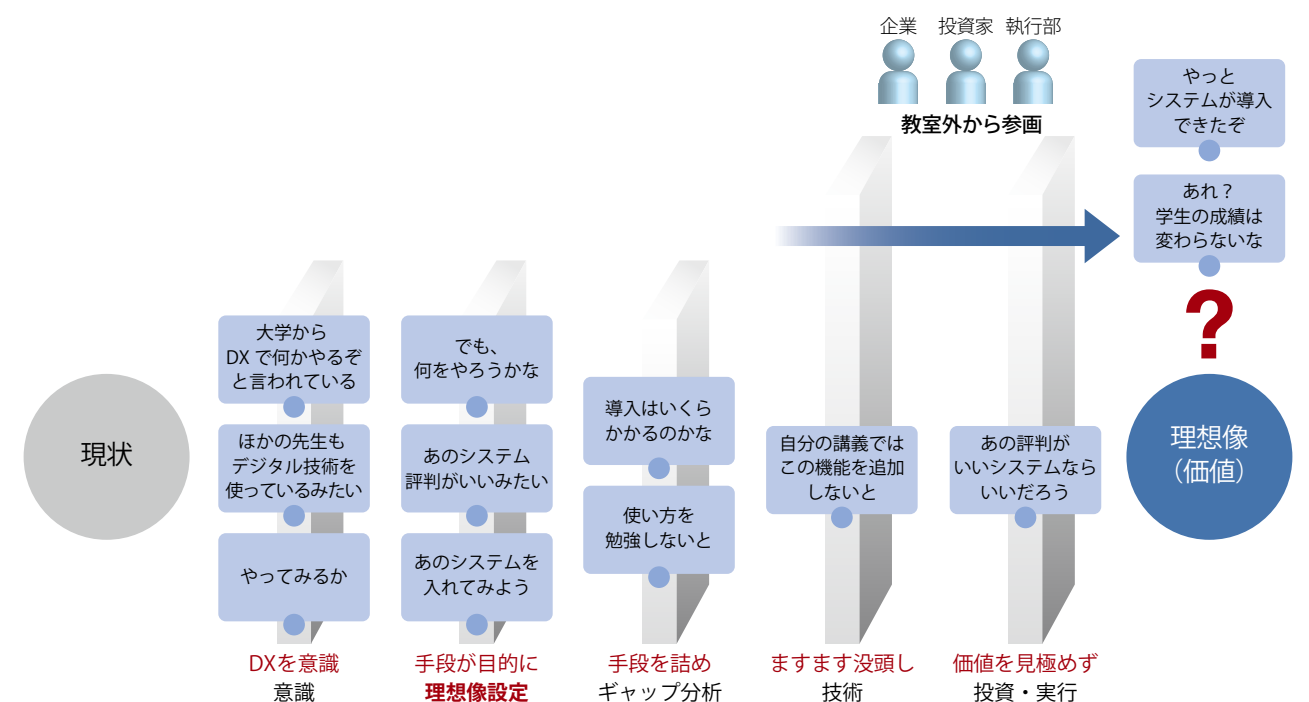 企業 投資家 執行部
教室外から参画
やっと
システムが導入
できたぞ
あれ？
学生の成績は
変わらないな
?
現状
大学から
DX で何かやるぞ
と言われている
ほかの先生も
デジタル技術を
使っているみたい
やってみるか
DXを意識
意識
でも、
何をやろうかな
あのシステム
評判がいいみたい
あのシステムを
入れてみよう
手段が目的に
理想像設定
導入はいくら
かかるのかな
使い方を
勉強しないと
手段を詰め
ギャップ分析
自分の講義では
この機能を追加
しないと
ますます没頭し
技術
あの評判が
いいシステムなら
いいだろう
価値を見極めず
投資・実行
理想像
（価値）